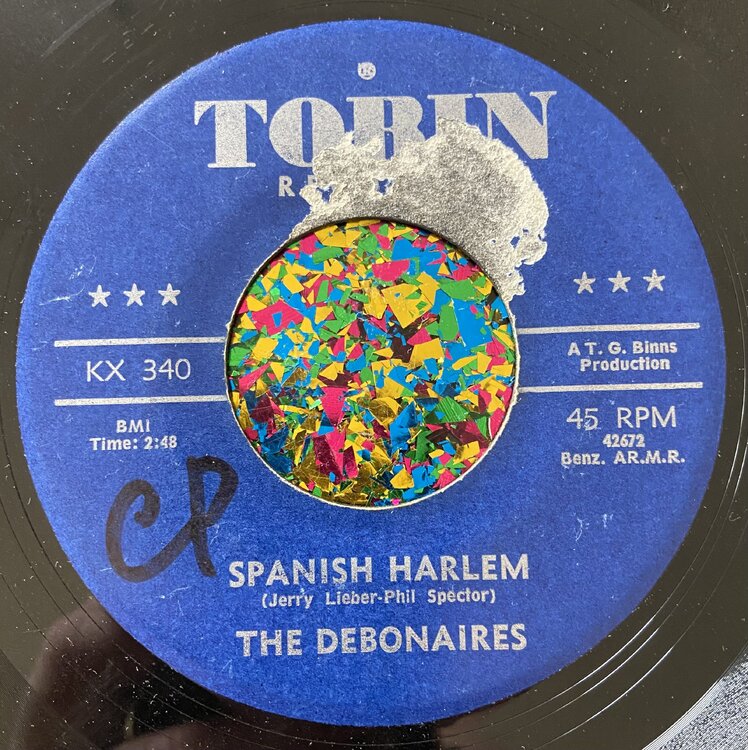 TOBIN
KX 340
BMI
Time: 2:48
A T. G. Binns
Production
45 RPM
42672
Benz. AR.M.R.
CP
SPANISH HARLEM
(Jerry Lieber-Phil Spector)
THE DEBONAIRES